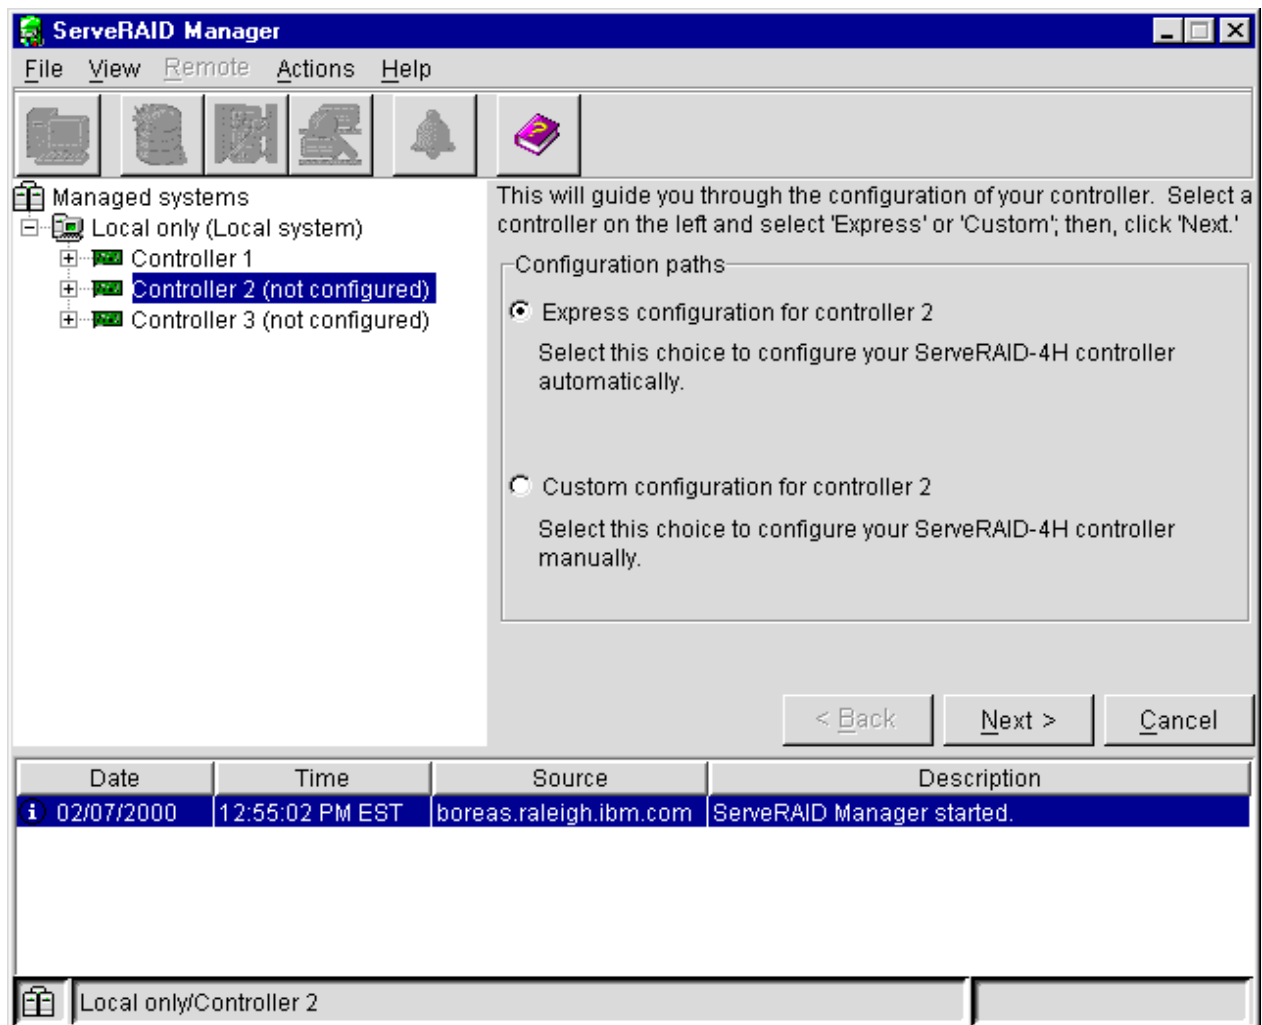 ServeRAID Manager
File View Remote Actions Help
Managed systems
Local only (Local system)
Controller 1
Controller 2 (not configured)
Controller 3 (not configured)
This will guide you through the configuration of your controller. Select a
controller on the left and select 'Express' or 'Custom'; then, click 'Next.'
Configuration paths
Express configuration for controller 2
Select this choice to configure your ServeRAID-4H controller
automatically.
Custom configuration for controller 2
Select this choice to configure your ServeRAID-4H controller
manually.
< Back Next > Cancel
Date Time Source Description
02/07/2000 12:55:02 PM EST boreas.raleigh.ibm.com ServeRAID Manager started.
Local only/Controller 2